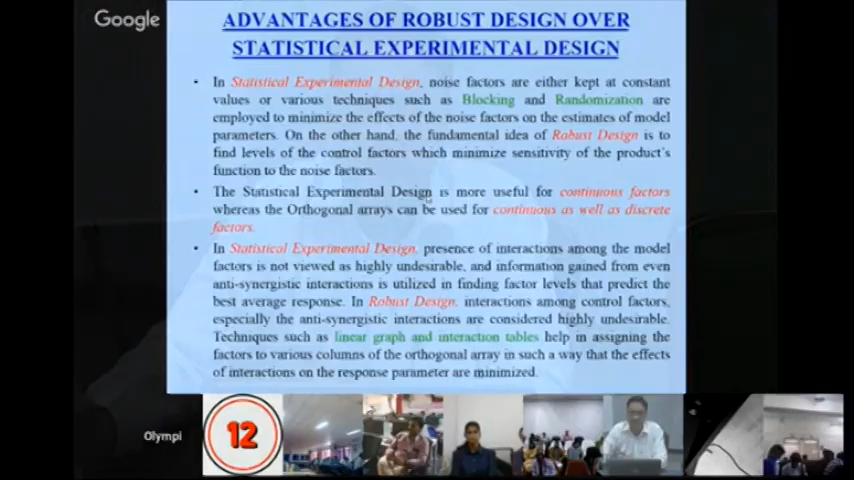 Google
ADVANTAGES OF ROBUST DESIGN OVER
STATISTICAL EXPERIMENTAL DESIGN
• In Statistical Experimental Design, noise factors are either kept at constant
values or various techniques such as Blocking and Randomization are
employed to minimize the effects of the noise factors on the estimates of model
parameters. On the other hand, the fundamental idea of Robust Design is to
find levels of the control factors which minimize sensitivity of the product's
function to the noise factors.
• The Statistical Experimental Design is more useful for continuous factors
whereas the Orthogonal arrays can be used for continuous as well as discrete
factors.
• In Statistical Experimental Design, presence of interactions among the model
factors is not viewed as highly undesirable, and information gained from even
anti-synergistic interactions is utilized in finding factor levels that predict the
best average response. In Robust Design, interactions among control factors,
especially the anti-synergistic interactions are considered highly undesirable.
Techniques such as linear graph and interaction tables help in assigning the
factors to various columns of the orthogonal array in such a way that the effects
of interactions on the response parameter are minimized.
Olympi
12